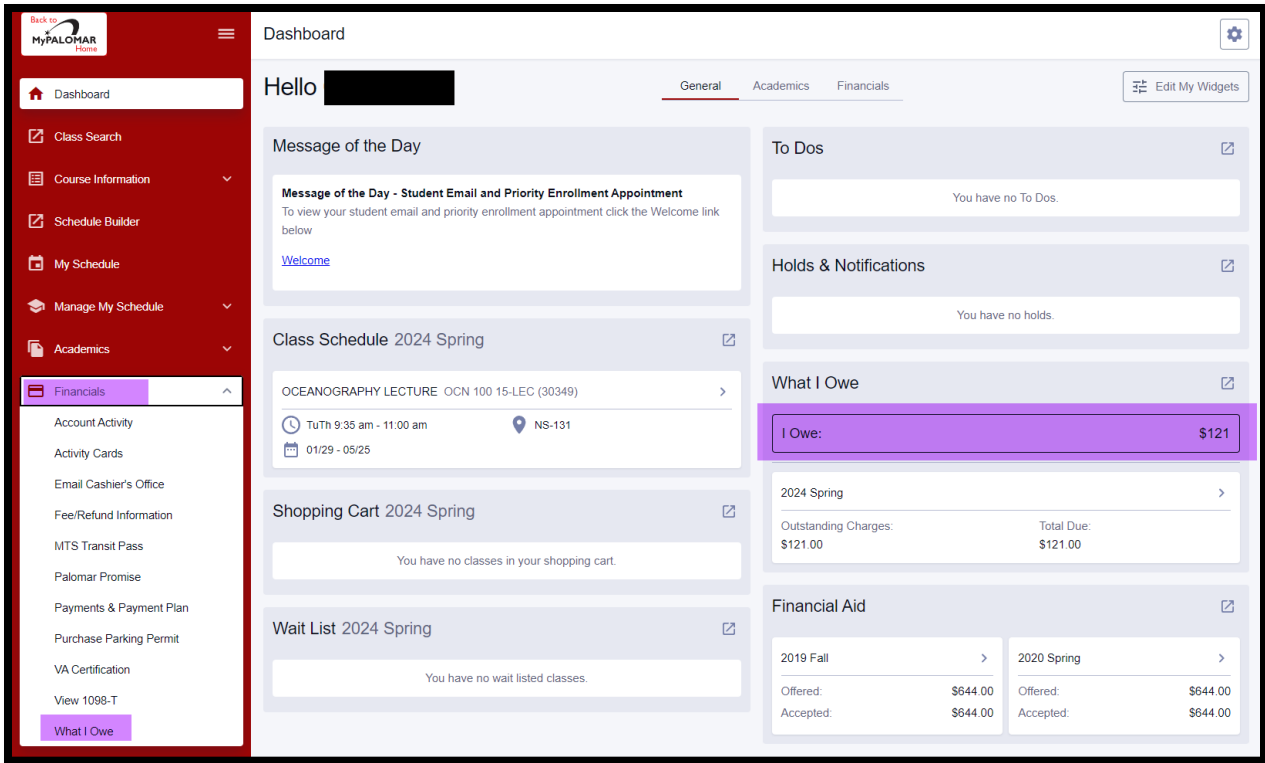 Back to
MyPALOMAR
Home
Dashboard
Class Search
Course Information
Schedule Builder
My Schedule
Manage My Schedule
Academics
Financials
Account Activity
Activity Cards
Email Cashier's Office
Fee/Refund Information
MTS Transit Pass
Palomar Promise
Payments & Payment Plan
Purchase Parking Permit
VA Certification
View 1098-T
What I Owe
Dashboard
Hello
General Academics Financials
Edit My Widgets
Message of the Day
Message of the Day - Student Email and Priority Enrollment Appointment
To view your student email and priority enrollment appointment click the Welcome link
below
Welcome
Class Schedule 2024 Spring
OCEANOGRAPHY LECTURE OCN 100 15-LEC (30349)
TuTh 9:35 am - 11:00 am NS-131
01/29 - 05/25
Shopping Cart 2024 Spring
You have no classes in your shopping cart.
Wait List 2024 Spring
You have no wait listed classes.
To Dos
You have no To Dos.
Holds & Notifications
You have no holds.
What I Owe
I Owe: $121
2024 Spring
Outstanding Charges: Total Due:
$121.00 $121.00
Financial Aid
2019 Fall 2020 Spring
Offered: $644.00 Offered: $644.00
Accepted: $644.00 Accepted: $644.00